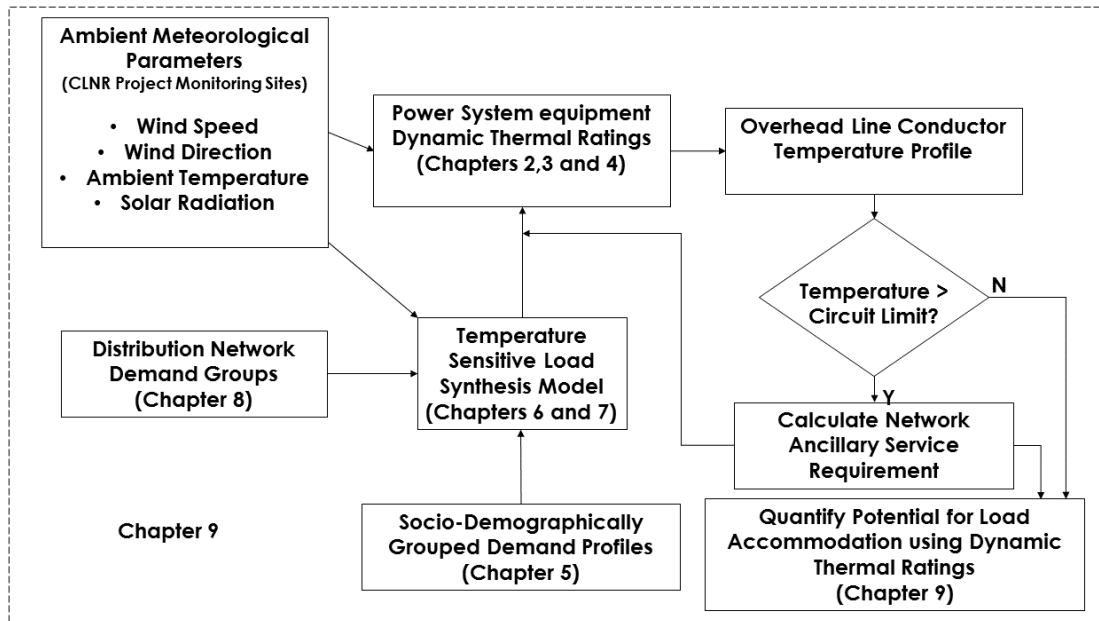 Ambient Meteorological
Parameters
(CLNR Project Monitoring Sites)
• Wind Speed
• Wind Direction
• Ambient Temperature
• Solar Radiation
Power System equipment
Dynamic Thermal Ratings
(Chapters 2,3 and 4)
Overhead Line Conductor
Temperature Profile
Temperature >
Circuit Limit?
N
Y
Distribution Network
Demand Groups
(Chapter 8)
Temperature
Sensitive Load
Synthesis Model
(Chapters 6 and 7)
Calculate Network
Ancillary Service
Requirement
Chapter 9
Socio-Demographically
Grouped Demand Profiles
(Chapter 5)
Quantify Potential for Load
Accommodation using Dynamic
Thermal Ratings
(Chapter 9)